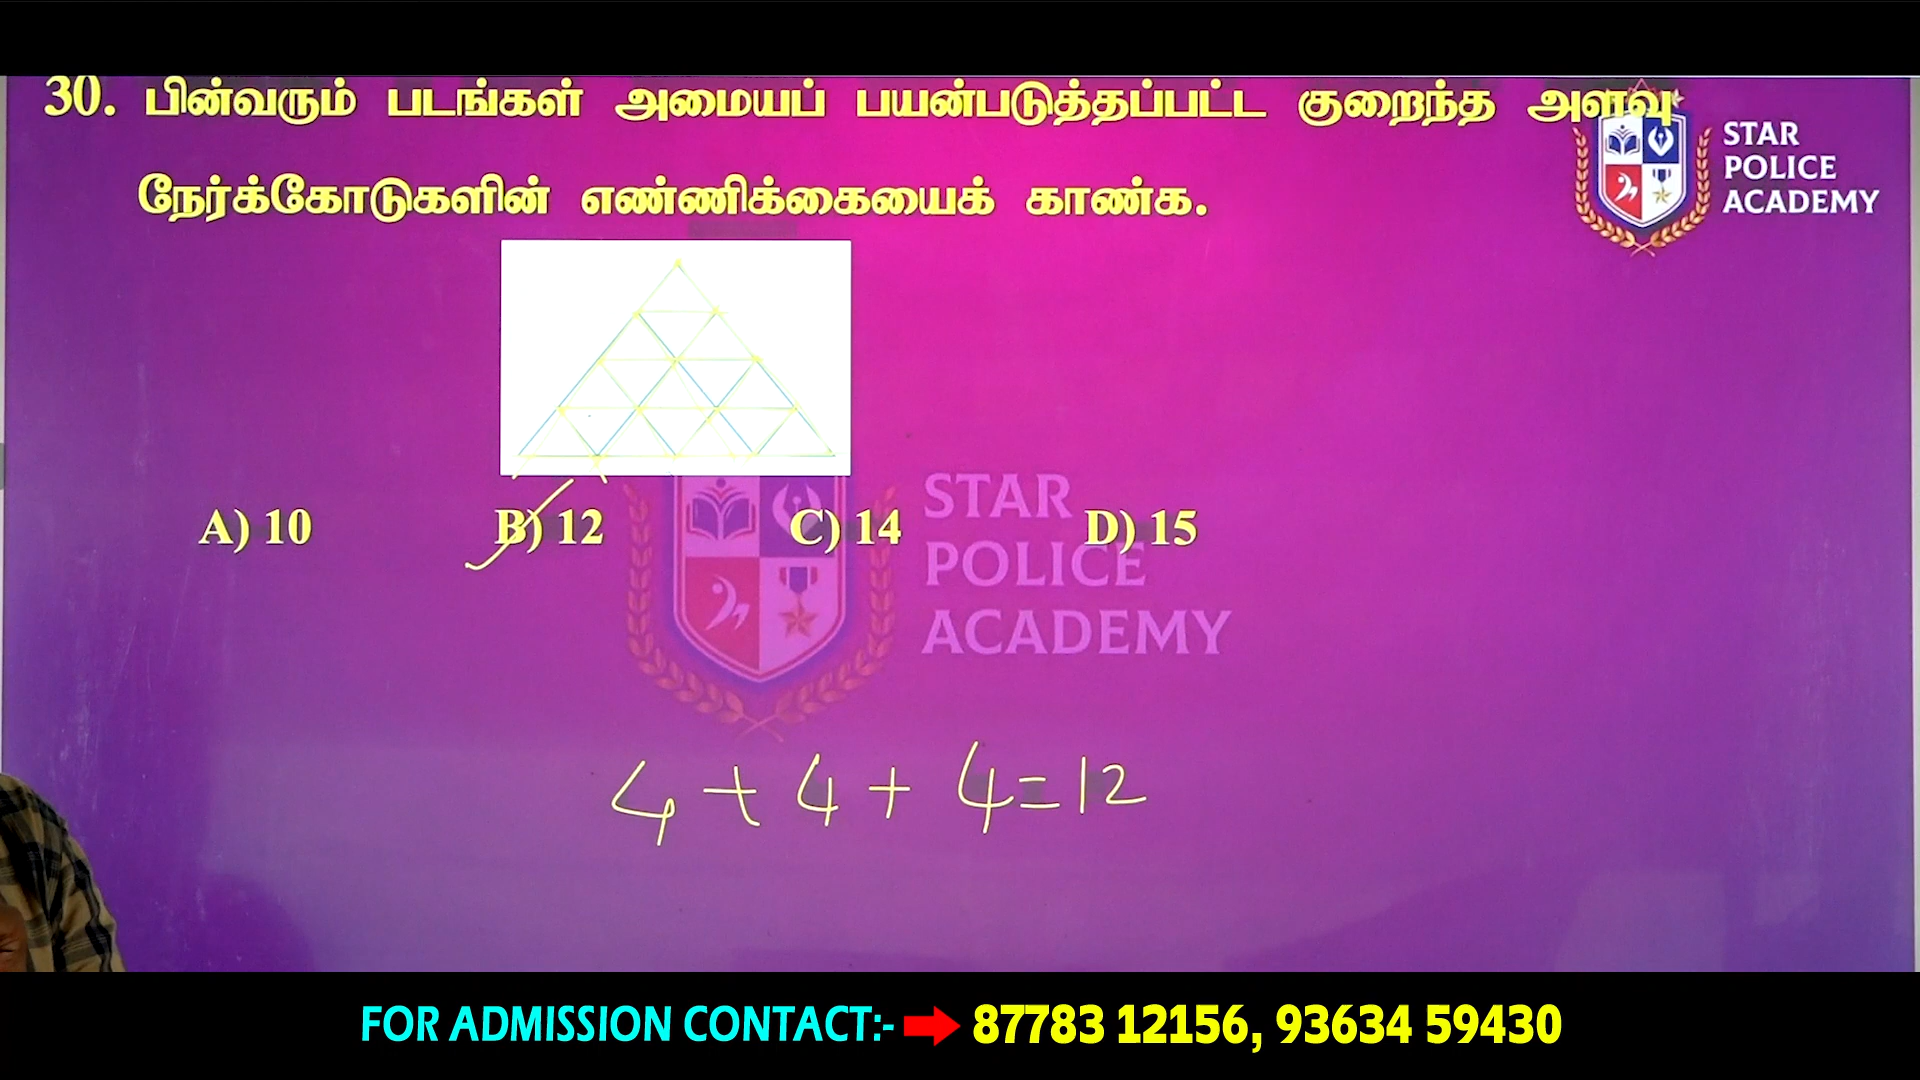 30. பின்வரும் படங்கள் அமையப் பயன்படுத்தப்பட்ட குறைந்த அளவு
நேர்க்கோடுகளின் எண்ணிக்கையைக் காண்க.
STAR
POLICE
ACADEMY
A) 10 B) 12 C) 14 D) 15
STAR
POLICE
ACADEMY
4 + 4 + 4 = 12
FOR ADMISSION CONTACT:- 87783 12156, 93634 59430